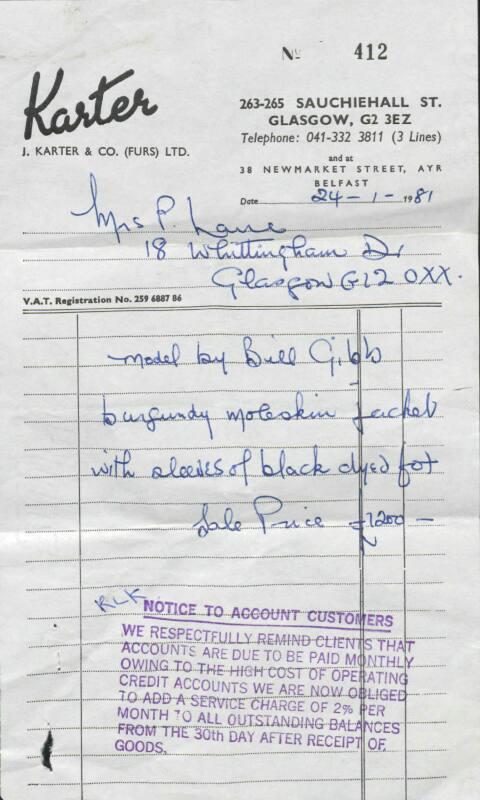 No 412
Karter
J. KARTER & CO. (FURS) LTD.
263-265 SAUCHIEHALL ST.
GLASGOW, G2 3EZ
Telephone: 041-332 3811 (3 Lines)
and at
38 NEWMARKET STREET, AYR
BELFAST
Date 24-1-1981
Mrs P. Lane
18 Whittingham Dr
Glasgow G12 OXX.
V.A.T. Registration No. 259 6887 86
model by Bill Gibb
burgundy moleskin jacket
with sleeves of black dyed fox
Sale Price £1200 -
N
RLK
NOTICE TO ACCOUNT CUSTOMERS
WE RESPECTFULLY REMIND CLIENTS THAT
ACCOUNTS ARE DUE TO BE PAID MONTHLY
OWING TO THE HIGH COST OF OPERATING
CREDIT ACCOUNTS WE ARE NOW OBLIGED
TO ADD A SERVICE CHARGE OF 2% PER
MONTH TO ALL OUTSTANDING BALANCES
FROM THE 30th DAY AFTER RECEIPT OF
GOODS.